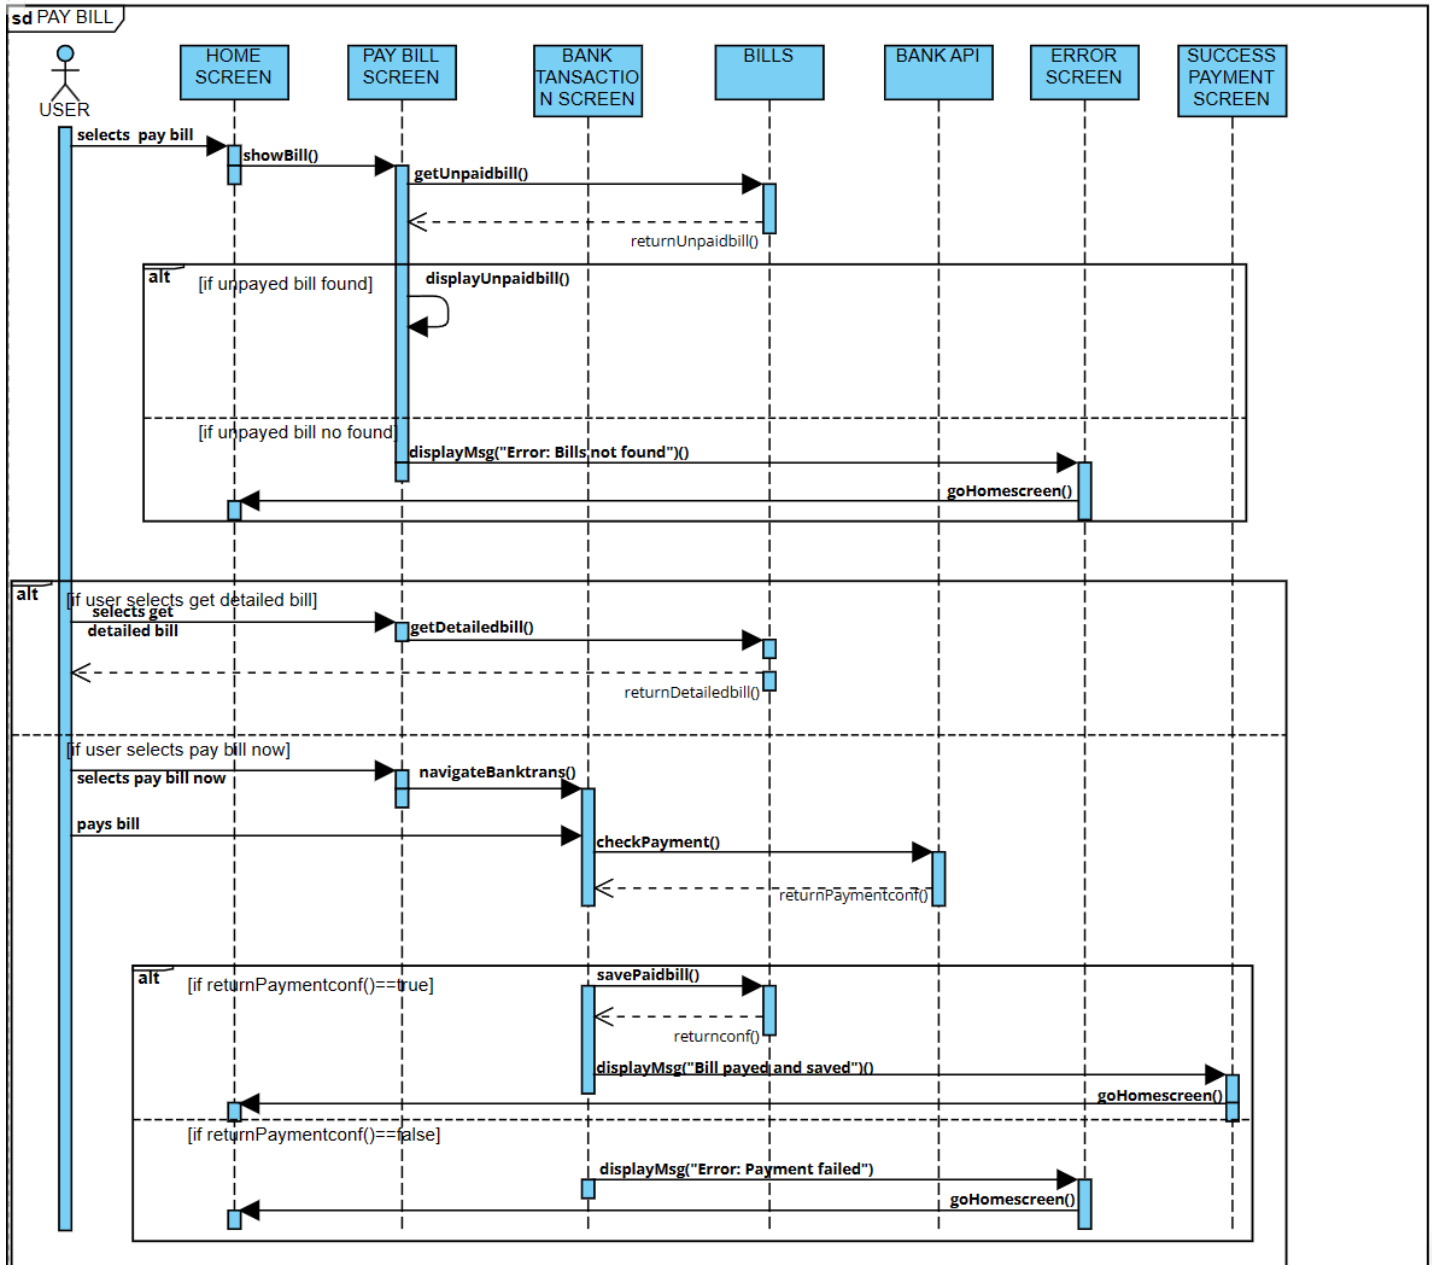 sd PAY BILL
USER
HOME
SCREEN
PAY BILL
SCREEN
BANK
TANSACTIO
N SCREEN
BILLS
BANK API
ERROR
SCREEN
SUCCESS
PAYMENT
SCREEN
selects pay bill
showBill()
getUnpaidbill()
returnUnpaidbill()
alt
[if unpayed bill found]
displayUnpaidbill()
[if unpayed bill no found]
displayMsg("Error: Bills not found")()
goHomescreen()
alt
[if user selects get detailed bill]
selects get
detailed bill
getDetailedbill()
returnDetailedbill()
[if user selects pay bill now]
selects pay bill now
navigateBanktrans()
pays bill
checkPayment()
returnPaymentconf()
alt
[if returnPaymentconf()==true]
savePaidbill()
returnconf()
displayMsg("Bill payed and saved")()
goHomescreen()
[if returnPaymentconf()==false]
displayMsg("Error: Payment failed")
goHomescreen()